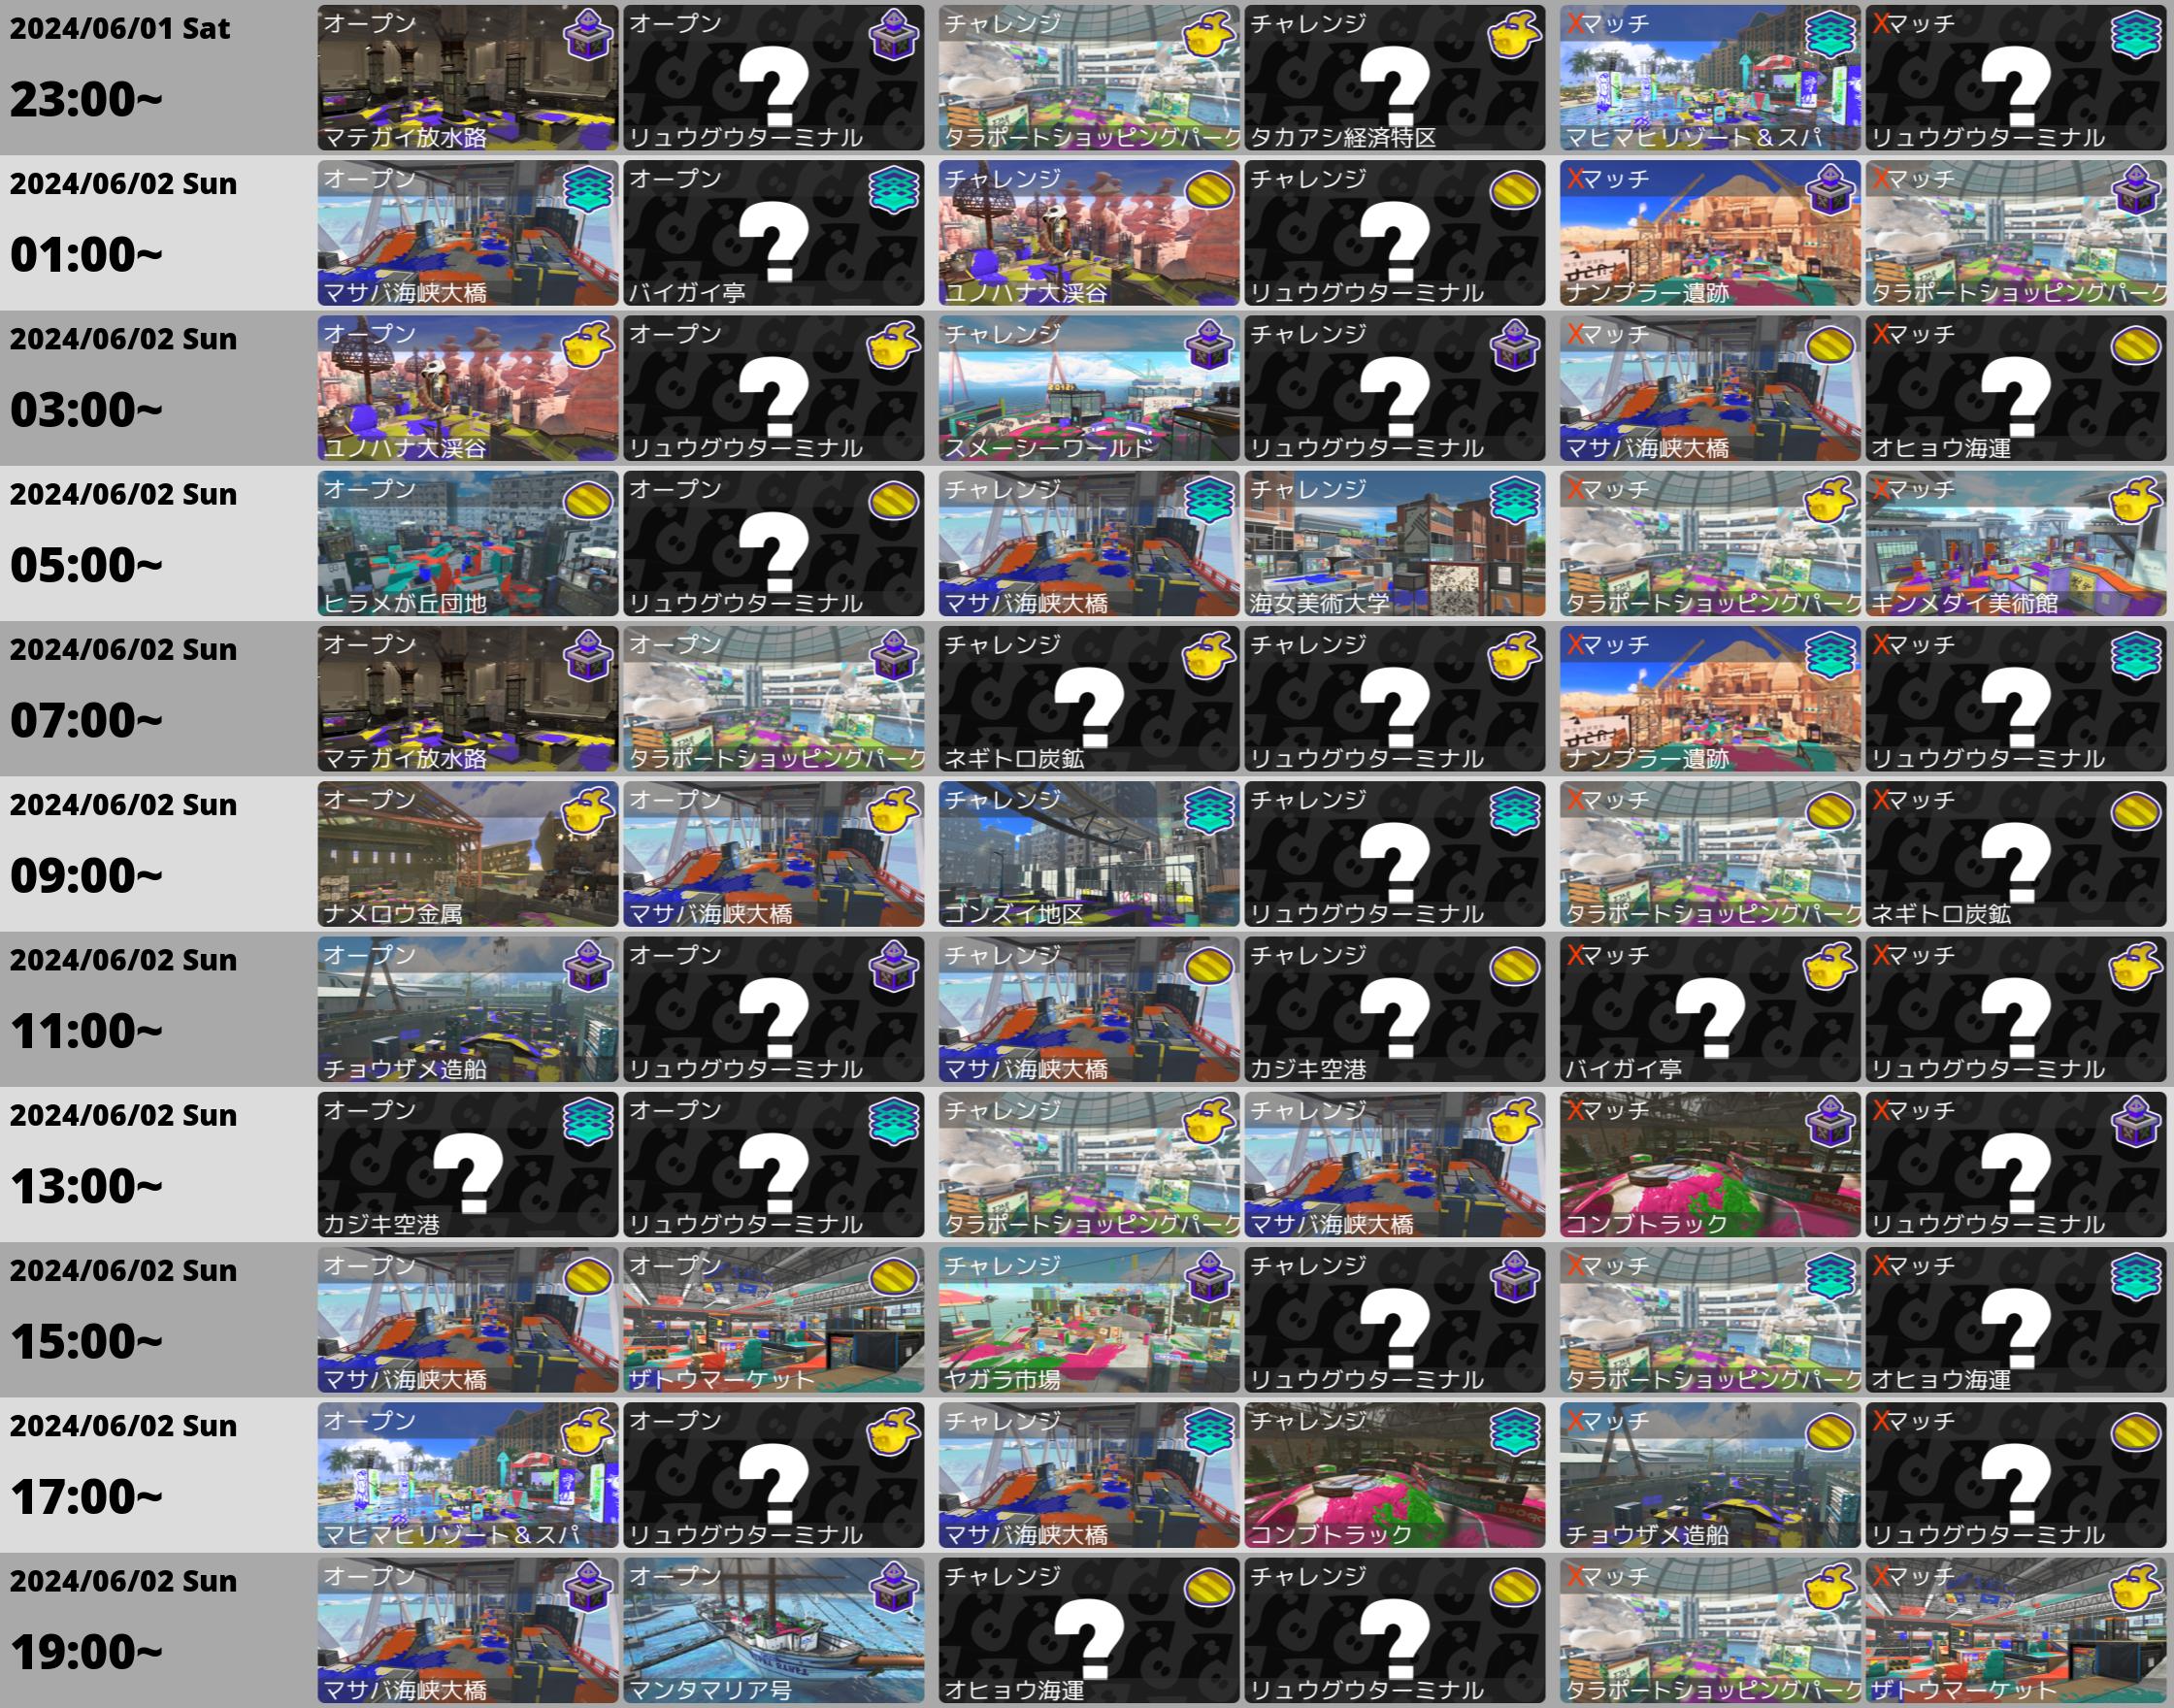 2024/06/01 Sat
23:00~
オープン オープン チャレンジ チャレンジ Xマッチ Xマッチ
マテガイ放水路 リュウグウターミナル タラポートショッピングパーク タカアシ経済特区 マヒマヒリゾート&スパ リュウグウターミナル
2024/06/02 Sun
01:00~
オープン オープン チャレンジ チャレンジ Xマッチ Xマッチ
マサバ海峡大橋 バイガイ亭 ユノハナ大渓谷 リュウグウターミナル ナンプラー遺跡 タラポートショッピングパーク
2024/06/02 Sun
03:00~
オープン オープン チャレンジ チャレンジ Xマッチ Xマッチ
ユノハナ大渓谷 リュウグウターミナル スメーシーワールド リュウグウターミナル マサバ海峡大橋 オヒョウ海運
2024/06/02 Sun
05:00~
オープン オープン チャレンジ チャレンジ Xマッチ Xマッチ
ヒラメが丘団地 リュウグウターミナル マサバ海峡大橋 海女美術大学 タラポートショッピングパーク キンメダイ美術館
2024/06/02 Sun
07:00~
オープン オープン チャレンジ チャレンジ Xマッチ Xマッチ
マテガイ放水路 タラポートショッピングパーク ネギトロ炭鉱 リュウグウターミナル ナンプラー遺跡 リュウグウターミナル
2024/06/02 Sun
09:00~
オープン オープン チャレンジ チャレンジ Xマッチ Xマッチ
ナメロウ金属 マサバ海峡大橋 ゴンズイ地区 リュウグウターミナル タラポートショッピングパーク ネギトロ炭鉱
2024/06/02 Sun
11:00~
オープン オープン チャレンジ チャレンジ Xマッチ Xマッチ
チョウザメ造船 リュウグウターミナル マサバ海峡大橋 カジキ空港 バイガイ亭 リュウグウターミナル
2024/06/02 Sun
13:00~
オープン オープン チャレンジ チャレンジ Xマッチ Xマッチ
カジキ空港 リュウグウターミナル タラポートショッピングパーク マサバ海峡大橋 コンブトラック リュウグウターミナル
2024/06/02 Sun
15:00~
オープン オープン チャレンジ チャレンジ Xマッチ Xマッチ
マサバ海峡大橋 ザトウマーケット ヤガラ市場 リュウグウターミナル タラポートショッピングパーク オヒョウ海運
2024/06/02 Sun
17:00~
オープン オープン チャレンジ チャレンジ Xマッチ Xマッチ
マヒマヒリゾート&スパ リュウグウターミナル マサバ海峡大橋 コンブトラック チョウザメ造船 リュウグウターミナル
2024/06/02 Sun
19:00~
オープン オープン チャレンジ チャレンジ Xマッチ Xマッチ
マサバ海峡大橋 マンタマリア号 オヒョウ海運 リュウグウターミナル タラポートショッピングパーク ザトウマーケット